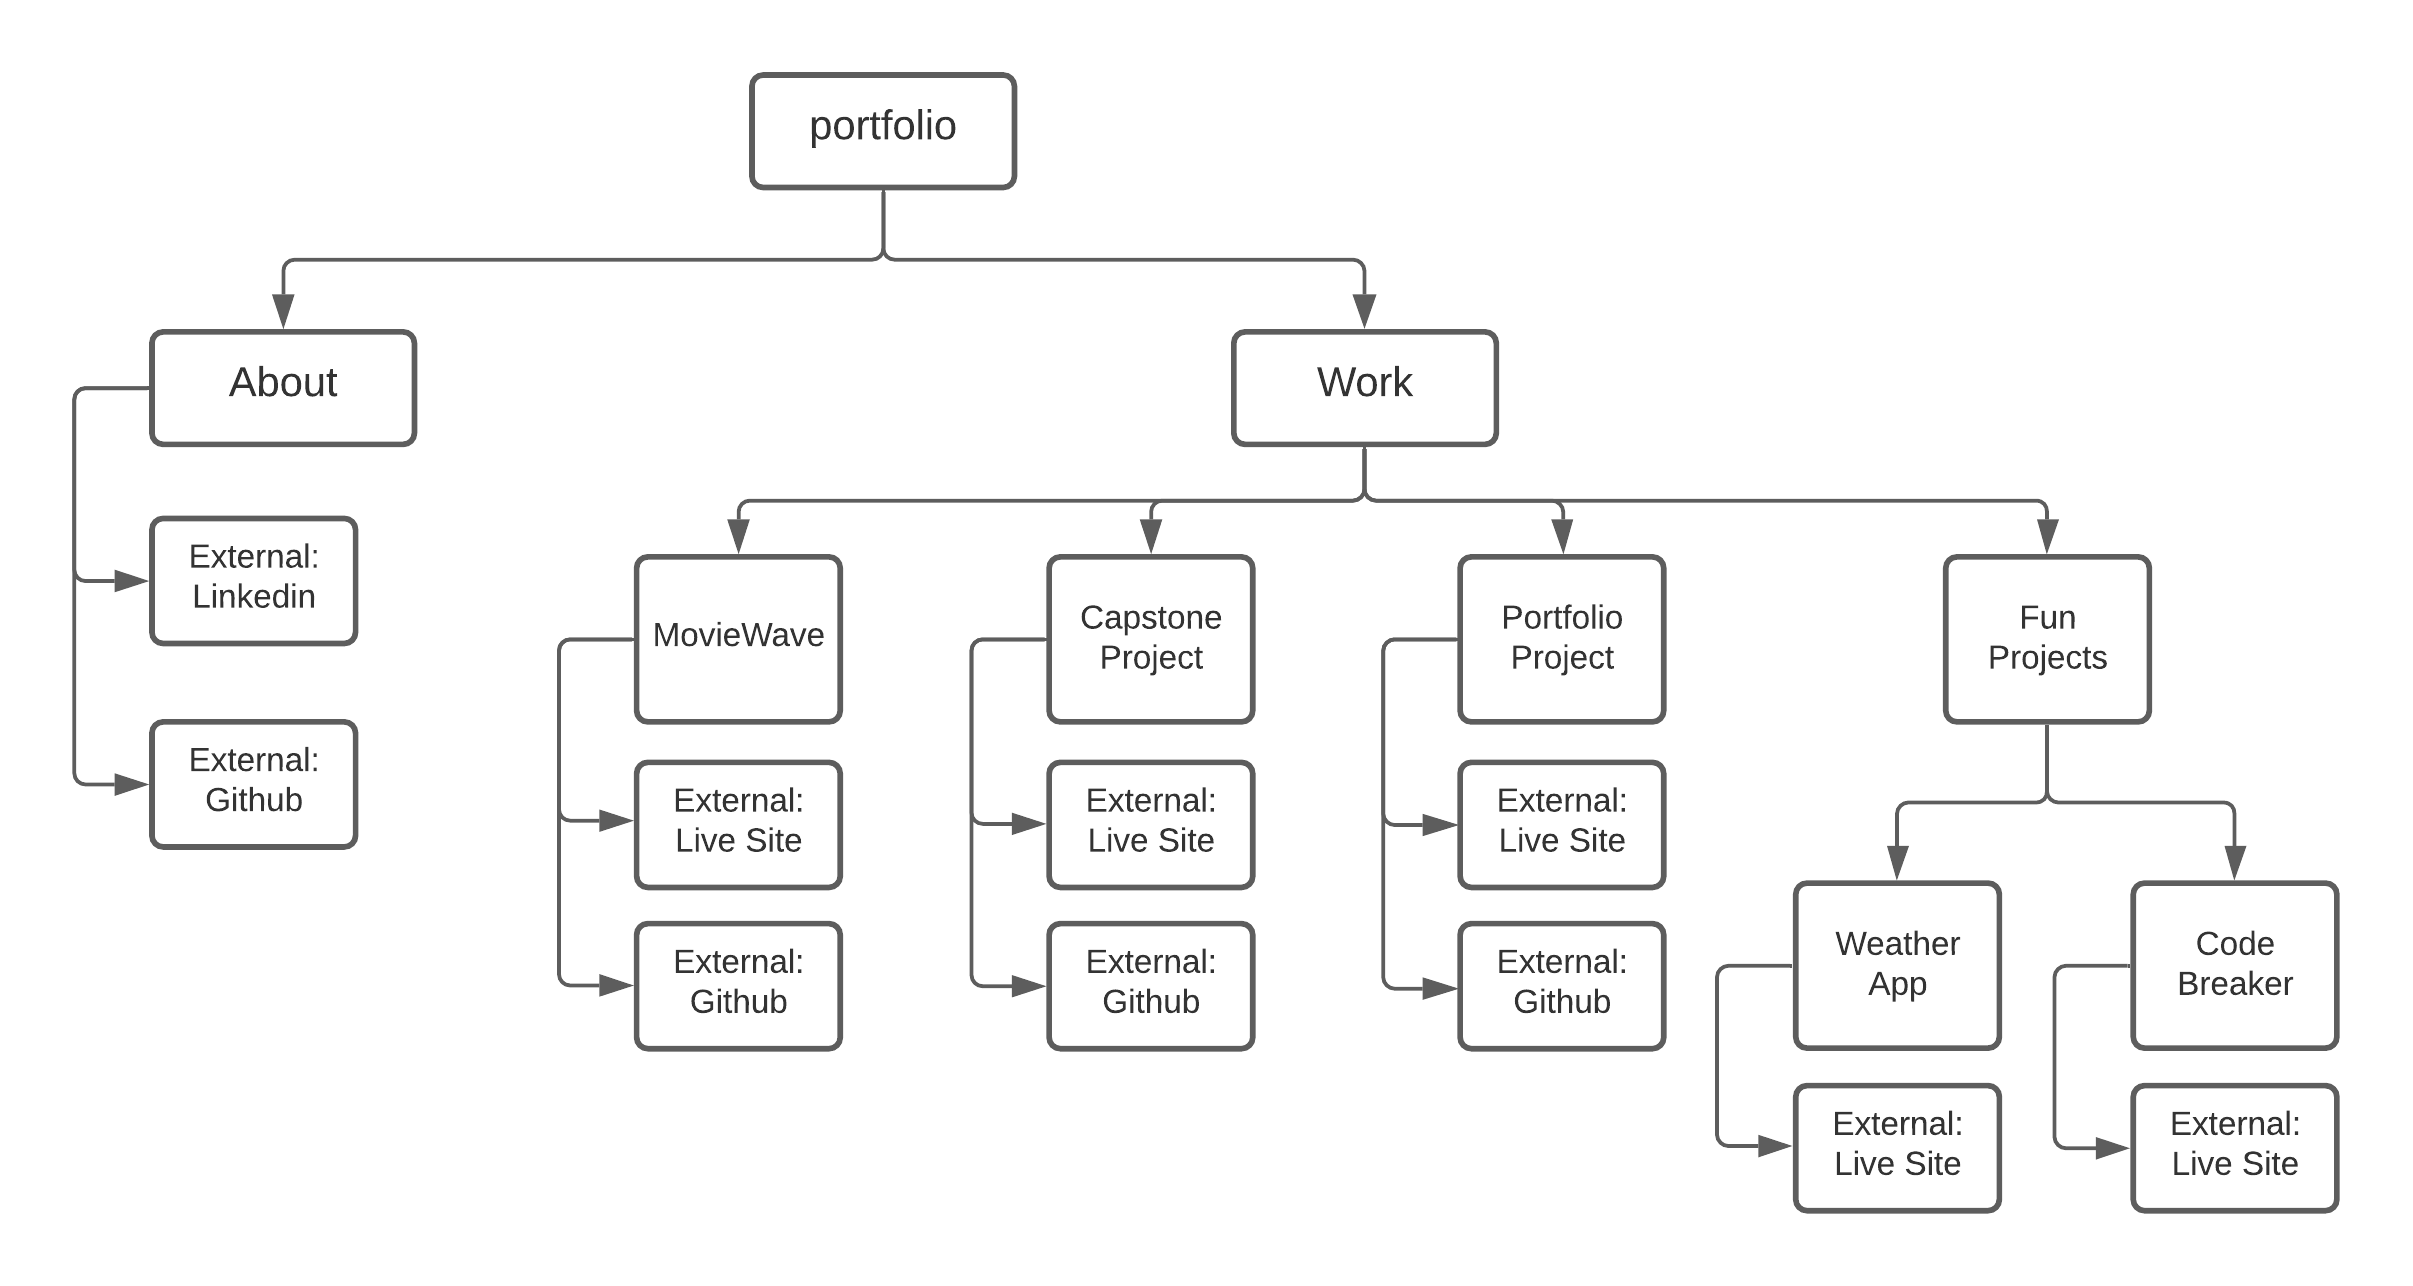 portfolio
About
Work
External:
Linkedin
External:
Github
MovieWave
External:
Live Site
External:
Github
Capstone
Project
External:
Live Site
External:
Github
Portfolio
Project
External:
Live Site
External:
Github
Fun
Projects
Weather
App
External:
Live Site
Code
Breaker
External:
Live Site